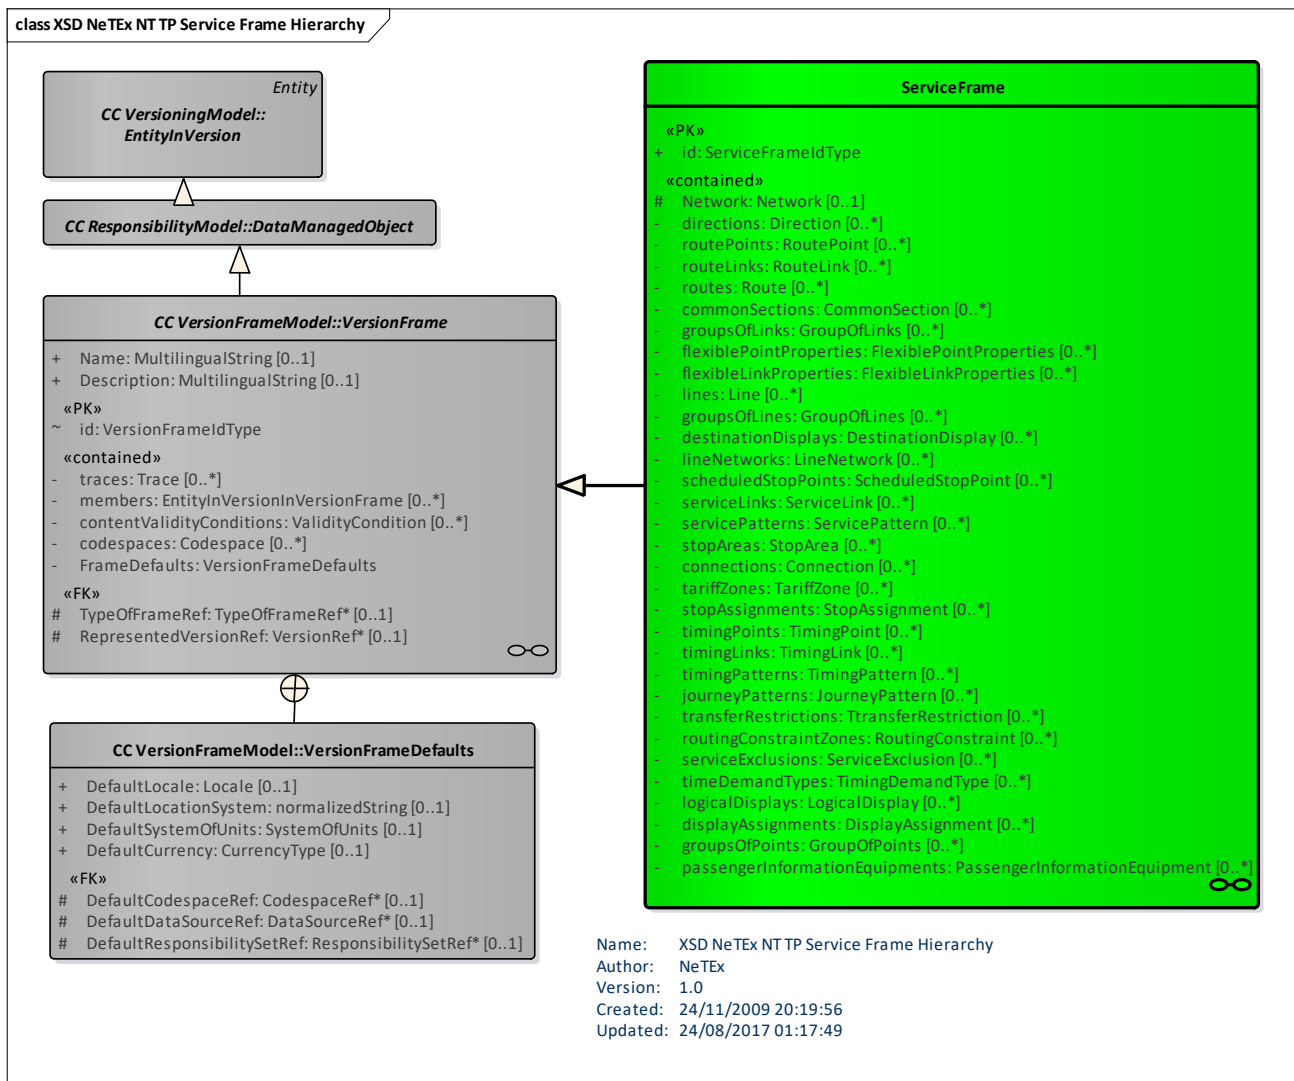 class XSD NeTEx NT TP Service Frame Hierarchy
Entity
CC VersioningModel::
EntityInVersion
CC ResponsibilityModel::DataManagedObject
CC VersionFrameModel::VersionFrame
+ Name: MultilingualString [0..1]
+ Description: MultilingualString [0..1]
«PK»
~ id: VersionFrameIdType
«contained»
- traces: Trace [0..*]
- members: EntityInVersionInVersionFrame [0..*]
- contentValidityConditions: ValidityCondition [0..*]
- codespaces: Codespace [0..*]
- FrameDefaults: VersionFrameDefaults
«FK»
# TypeOfFrameRef: TypeOfFrameRef* [0..1]
# RepresentedVersionRef: VersionRef* [0..1]
CC VersionFrameModel::VersionFrameDefaults
+ DefaultLocale: Locale [0..1]
+ DefaultLocationSystem: normalizedString [0..1]
+ DefaultSystemOfUnits: SystemOfUnits [0..1]
+ DefaultCurrency: CurrencyType [0..1]
«FK»
# DefaultCodespaceRef: CodespaceRef* [0..1]
# DefaultDataSourceRef: DataSourceRef* [0..1]
# DefaultResponsibilitySetRef: ResponsibilitySetRef* [0..1]
ServiceFrame
«PK»
+ id: ServiceFrameIdType
«contained»
# Network: Network [0..1]
- directions: Direction [0..*]
- routePoints: RoutePoint [0..*]
- routeLinks: RouteLink [0..*]
- routes: Route [0..*]
- commonSections: CommonSection [0..*]
- groupsOfLinks: GroupOfLinks [0..*]
- flexiblePointProperties: FlexiblePointProperties [0..*]
- flexibleLinkProperties: FlexibleLinkProperties [0..*]
- lines: Line [0..*]
- groupsOfLines: GroupOfLines [0..*]
- destinationDisplays: DestinationDisplay [0..*]
- lineNetworks: LineNetwork [0..*]
- scheduledStopPoints: ScheduledStopPoint [0..*]
- serviceLinks: ServiceLink [0..*]
- servicePatterns: ServicePattern [0..*]
- stopAreas: StopArea [0..*]
- connections: Connection [0..*]
- tariffZones: TariffZone [0..*]
- stopAssignments: StopAssignment [0..*]
- timingPoints: TimingPoint [0..*]
- timingLinks: TimingLink [0..*]
- timingPatterns: TimingPattern [0..*]
- journeyPatterns: JourneyPattern [0..*]
- transferRestrictions: TtransferRestriction [0..*]
- routingConstraintZones: RoutingConstraint [0..*]
- serviceExclusions: ServiceExclusion [0..*]
- timeDemandTypes: TimingDemandType [0..*]
- logicalDisplays: LogicalDisplay [0..*]
- displayAssignments: DisplayAssignment [0..*]
- groupsOfPoints: GroupOfPoints [0..*]
- passengerInformationEquipments: PassengerInformationEquipment [0..*]
Name: XSD NeTEx NT TP Service Frame Hierarchy
Author: NeTEx
Version: 1.0
Created: 24/11/2009 20:19:56
Updated: 24/08/2017 01:17:49